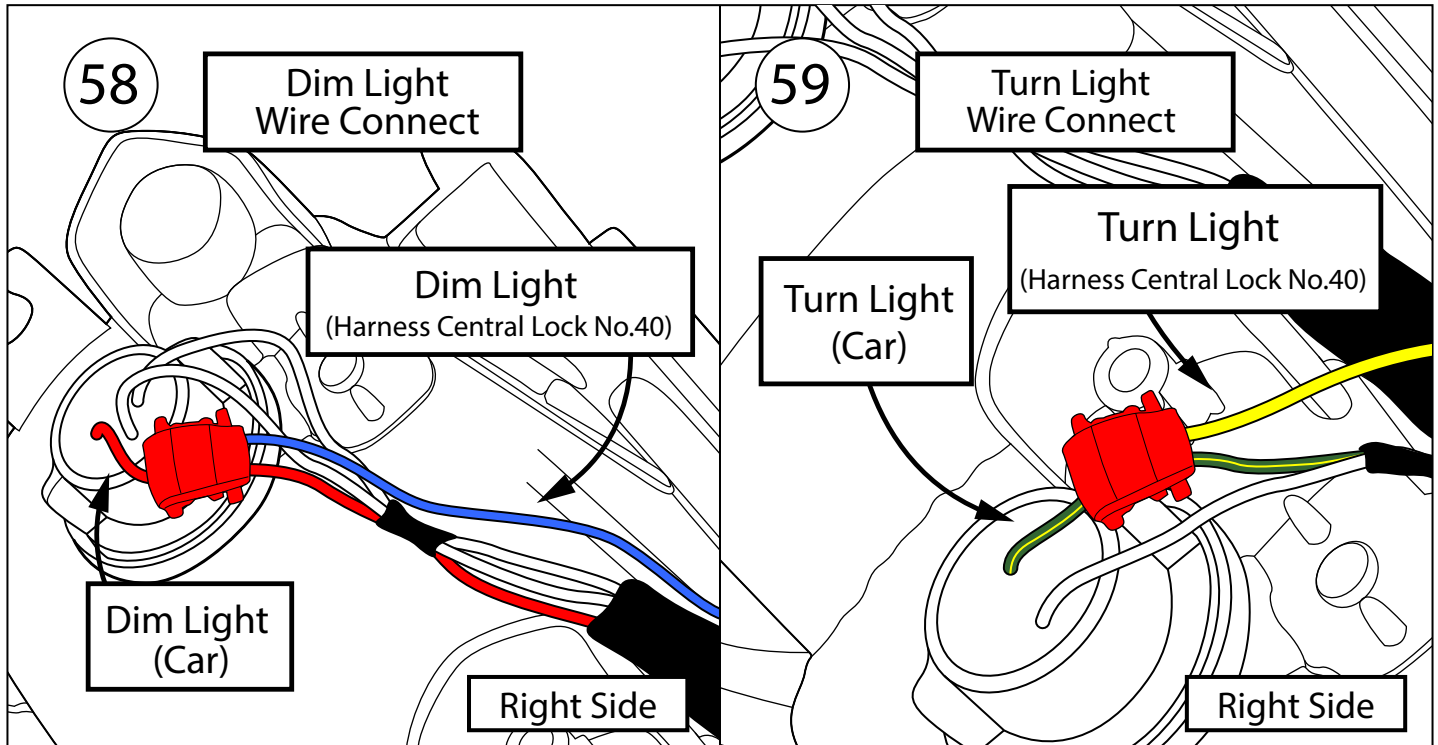 58
Dim Light
Wire Connect
Dim Light
(Harness Central Lock No.40)
Dim Light
(Car)
Right Side
59
Turn Light
Wire Connect
Turn Light
(Harness Central Lock No.40)
Turn Light
(Car)
Right Side